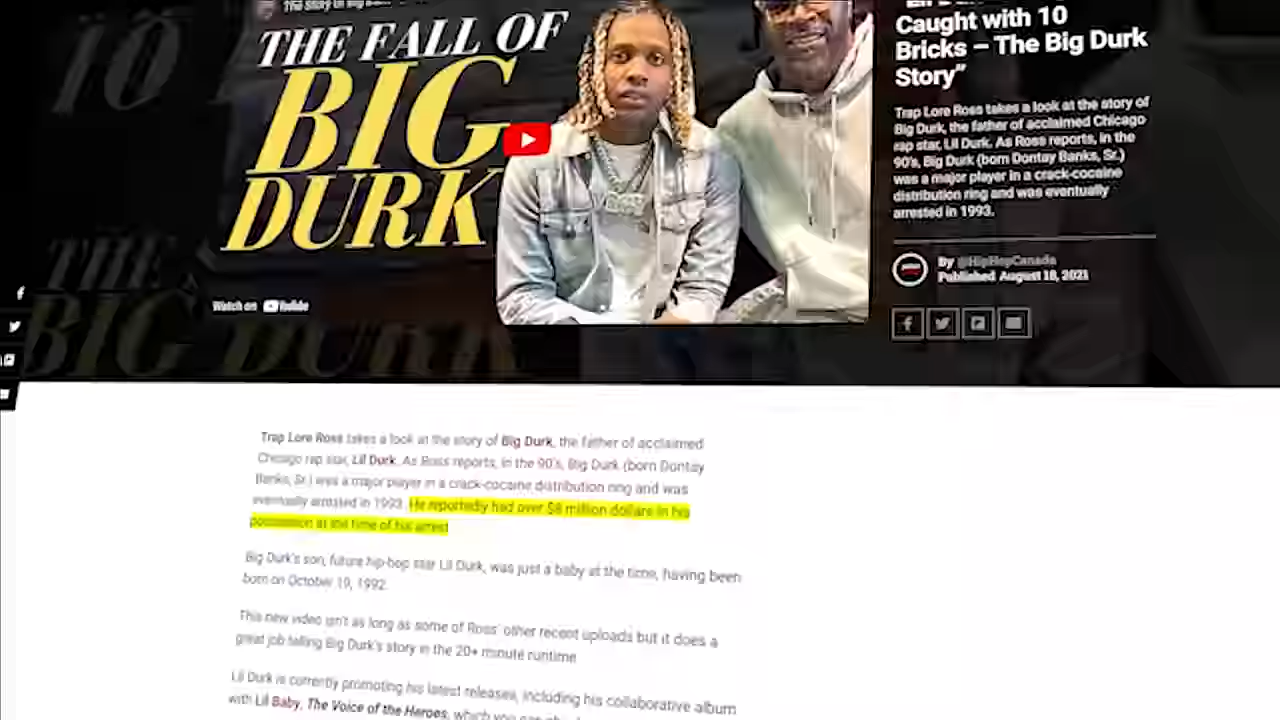 The Story of Big
THE FALL OF
BIG
DURK
Watch on YouTube
Caught with 10
Bricks – The Big Durk
Story”
Trap Lore Ross takes a look at the story of
Big Durk, the father of acclaimed Chicago
rap star, Lil Durk. As Ross reports, in the
90's, Big Durk (born Dontay Banks, Sr.)
was a major player in a crack-cocaine
distribution ring and was eventually
arrested in 1993.
By @HipHopCanada
Published August 18, 2021
10
THE
BIG DURK
Trap Lore Ross takes a look at the story of Big Durk, the father of acclaimed
Chicago rap star, Lil Durk. As Ross reports, in the 90's, Big Durk (born Dontay
Banks, Sr.) was a major player in a crack-cocaine distribution ring and was
eventually arrested in 1993. He reportedly had over $8 million dollars in his
possession at the time of his arrest
Big Durk's son, future hip-hop star Lil Durk, was just a baby at the time, having been
born on October 19, 1992.
This new video isn't as long as some of Ross' other recent uploads but it does a
great job telling Big Durk's story in the 20+ minute runtime
Lil Durk is currently promoting his latest releases, including his collaborative album
with Lil Baby, The Voice of the Heroes, which you can